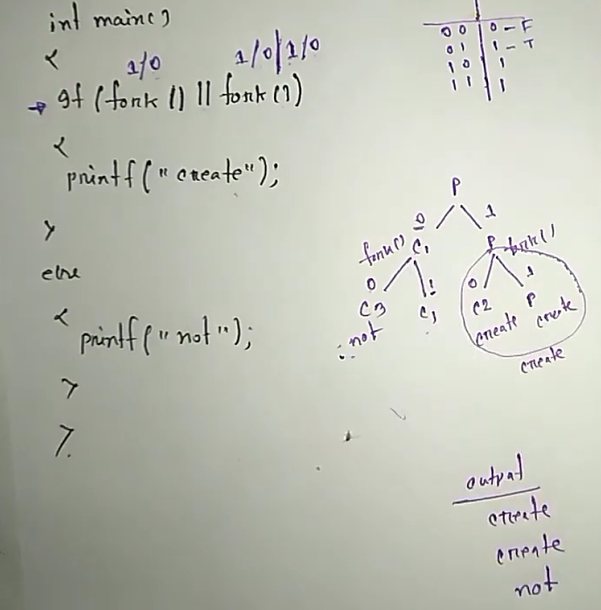 int main()
{
1/0 1/0|1/0
→ if (fork () || fork ()
{
printf ("create");
}
else
{
printf ("not");
}
}.
0 0 0 - F
0 1 1 - T
1 0 1
1 1 1
P
0 1
fork() C1 P fork()
0 1 0 1
C3 C1 C2 P
not create create
create
output
create
create
not